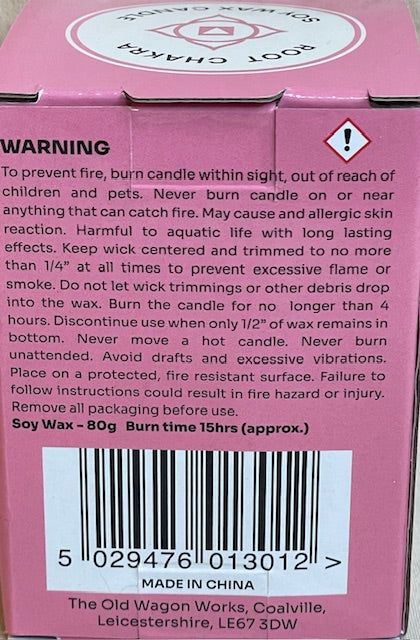 SOY WAX CANDLE
ROOT CHAKRA
WARNING
To prevent fire, burn candle within sight, out of reach of
children and pets. Never burn candle on or near
anything that can catch fire. May cause and allergic skin
reaction. Harmful to aquatic life with long lasting
effects. Keep wick centered and trimmed to no more
than 1/4" at all times to prevent excessive flame or
smoke. Do not let wick trimmings or other debris drop
into the wax. Burn the candle for no longer than 4
hours. Discontinue use when only 1/2" of wax remains in
bottom. Never move a hot candle. Never burn
unattended. Avoid drafts and excessive vibrations.
Place on a protected, fire resistant surface. Failure to
follow instructions could result in fire hazard or injury.
Remove all packaging before use.
Soy Wax - 80g Burn time 15hrs (approx.)
5 029476 013012 >
MADE IN CHINA
The Old Wagon Works, Coalville,
Leicestershire, LE67 3DW